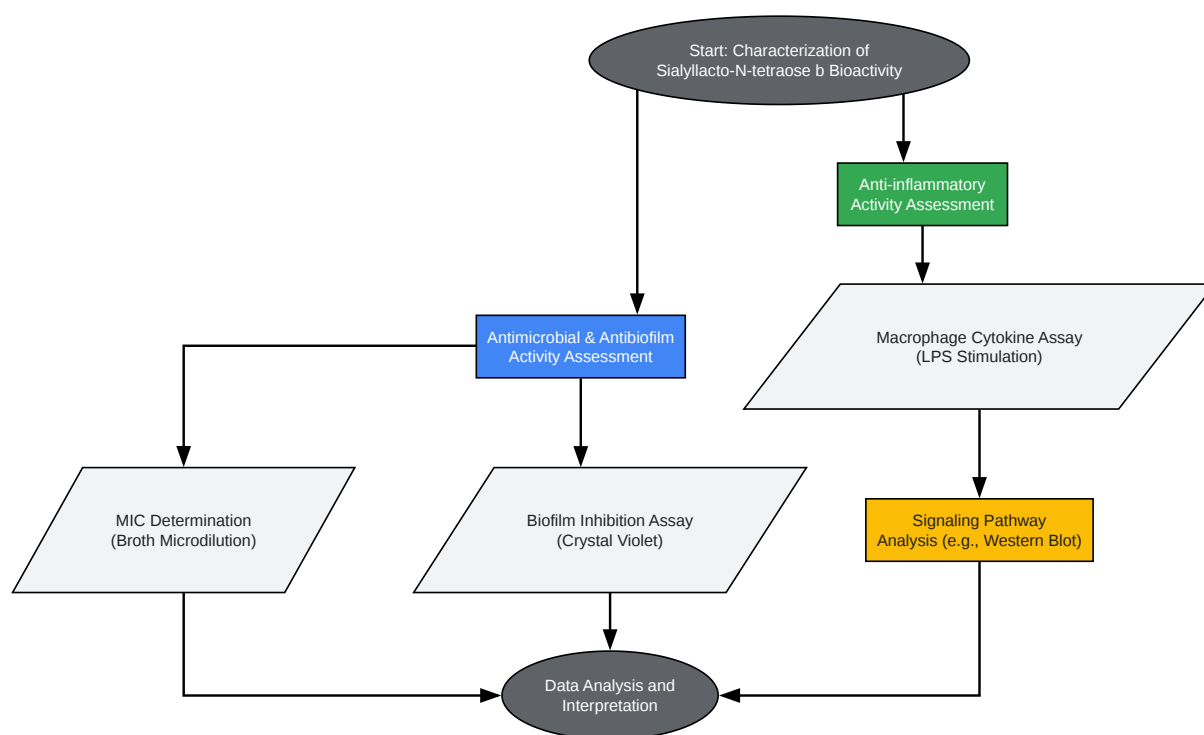 Start: Characterization of
Sialyllacto-N-tetraose b Bioactivity
Anti-inflammatory
Activity Assessment
Antimicrobial & Antibiofilm
Activity Assessment
Macrophage Cytokine Assay
(LPS Stimulation)
MIC Determination
(Broth Microdilution)
Biofilm Inhibition Assay
(Crystal Violet)
Signaling Pathway
Analysis (e.g., Western Blot)
Data Analysis and
Interpretation